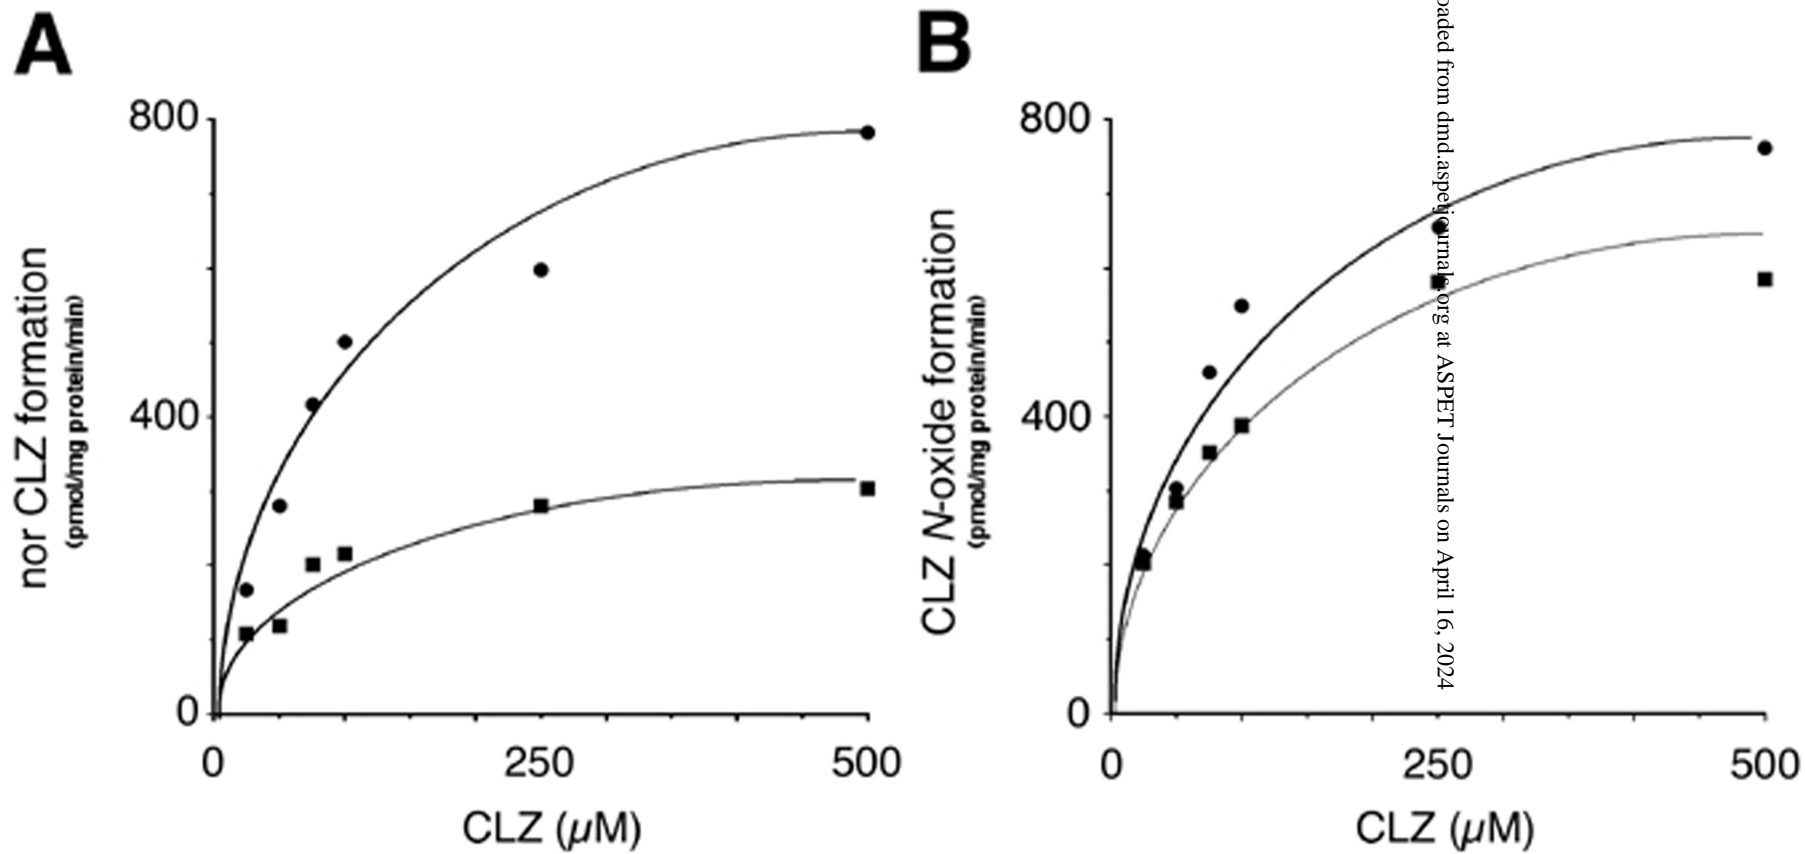 A
800
400
0
0
250
500
nor CLZ formation
(pmol/mg protein/min)
CLZ (µM)
B
800
400
0
0
250
500
CLZ N-oxide formation
(pmol/mg protein/min)
CLZ (µM)
oaded from dmd.aspetjournals.org at ASPET Journals on April 16, 2024